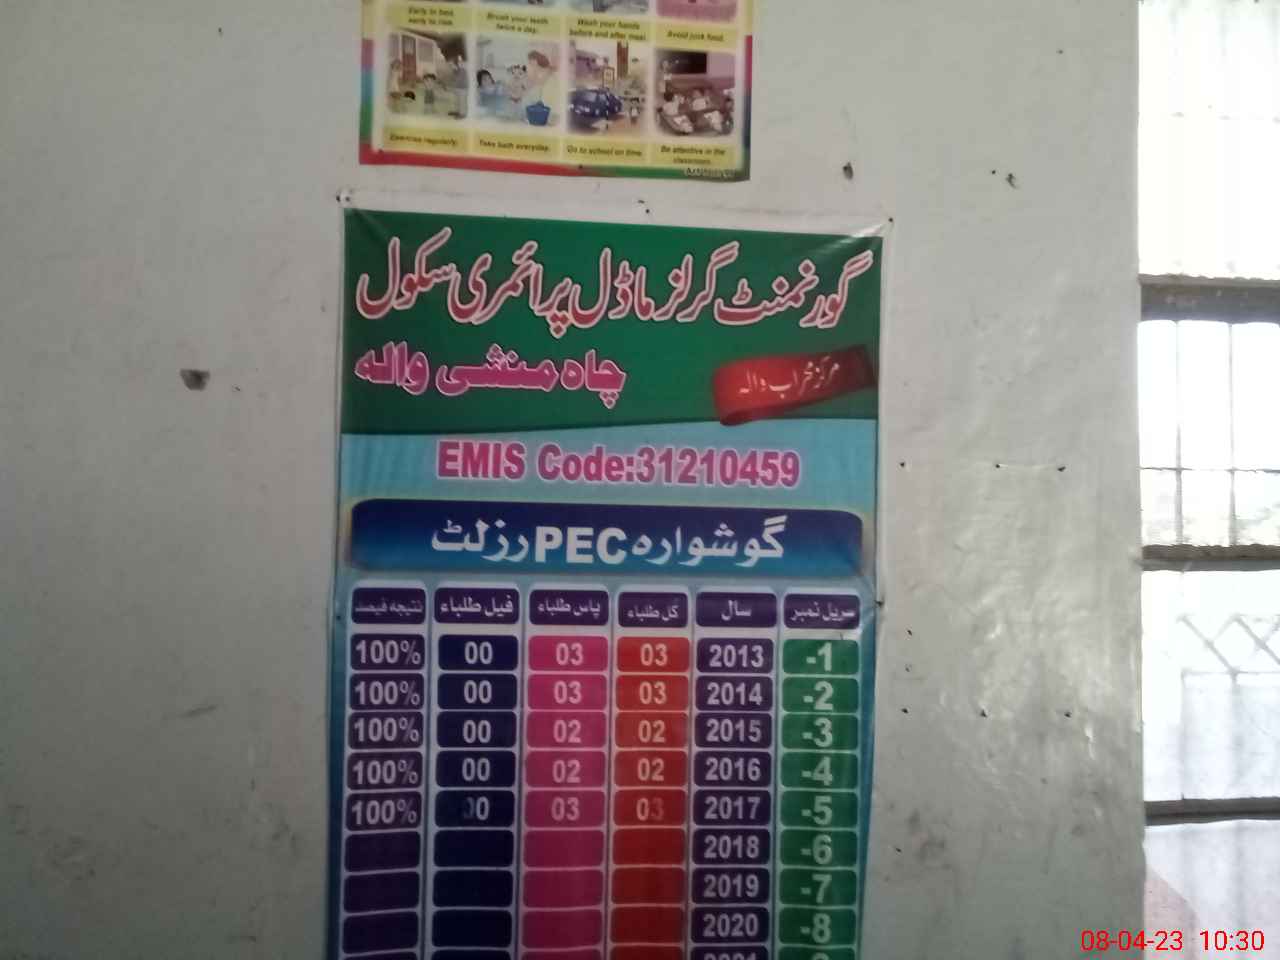 Early to bed, early to rise.
Brush your teeth twice a day.
Wash your hands before and after meal.
Avoid junk food.
Exercise regularly.
Take bath everyday.
Go to school on time.
Be attentive in the classroom.
گورنمنٹ گرلز ماڈل پرائمری سکول
چاہ منشی والہ
مرکز محراب والہ
EMIS Code:31210459
گوشوارہ PEC رزلٹ
سریل نمبر سال کل طلباء پاس طلباء فیل طلباء نتیجہ فیصد
-1 2013 03 03 00 100%
-2 2014 03 03 00 100%
-3 2015 02 02 00 100%
-4 2016 02 02 00 100%
-5 2017 03 03 00 100%
-6 2018
-7 2019
-8 2020
08-04-23 10:30